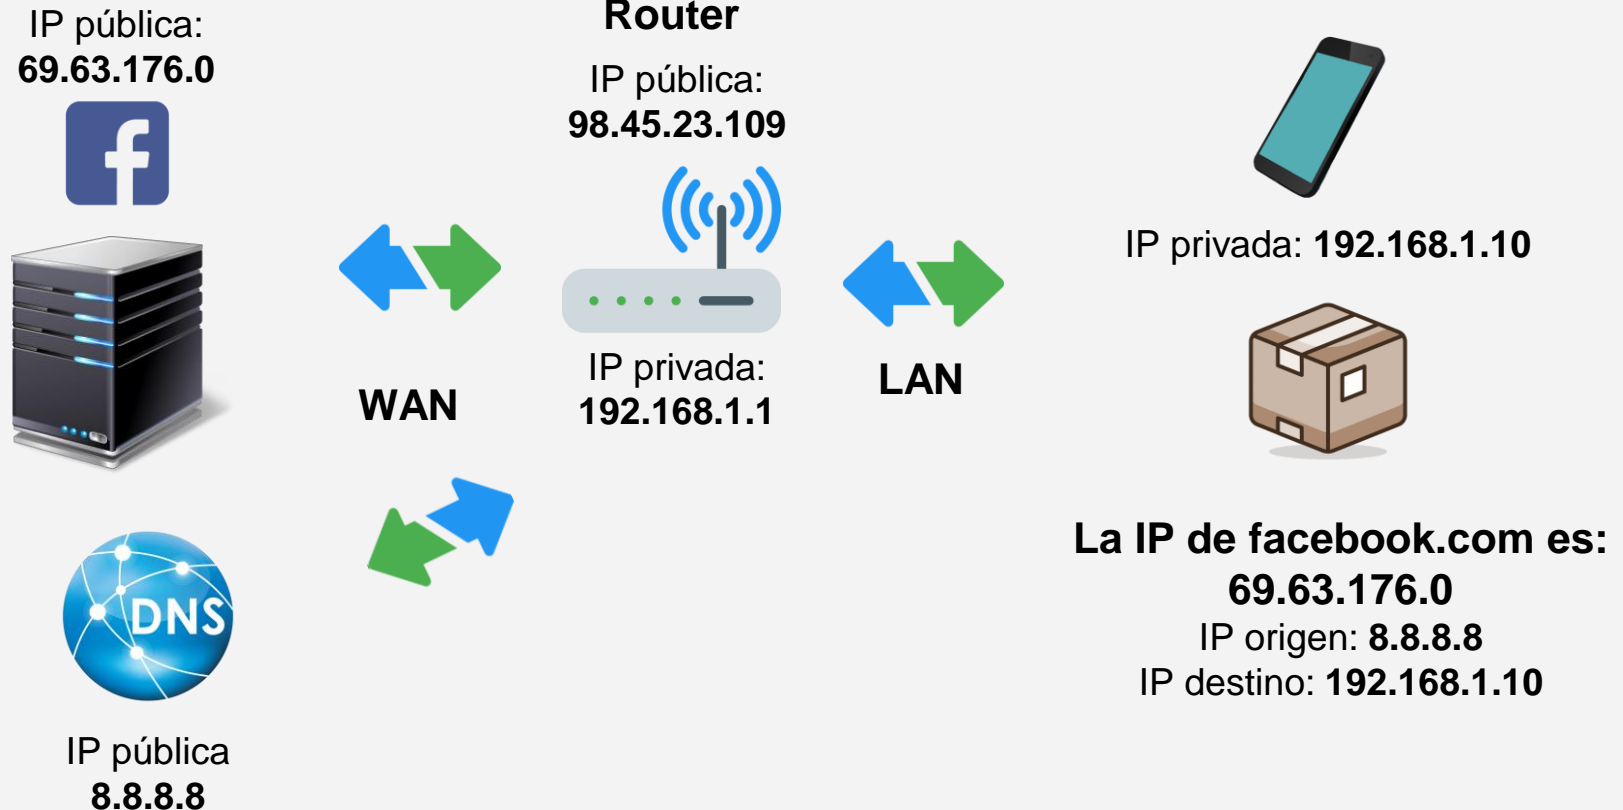 IP pública:
69.63.176.0
Router
IP pública:
98.45.23.109
IP privada:
192.168.1.1
WAN
LAN
DNS
IP pública
8.8.8.8
IP privada: 192.168.1.10
La IP de facebook.com es:
69.63.176.0
IP origen: 8.8.8.8
IP destino: 192.168.1.10